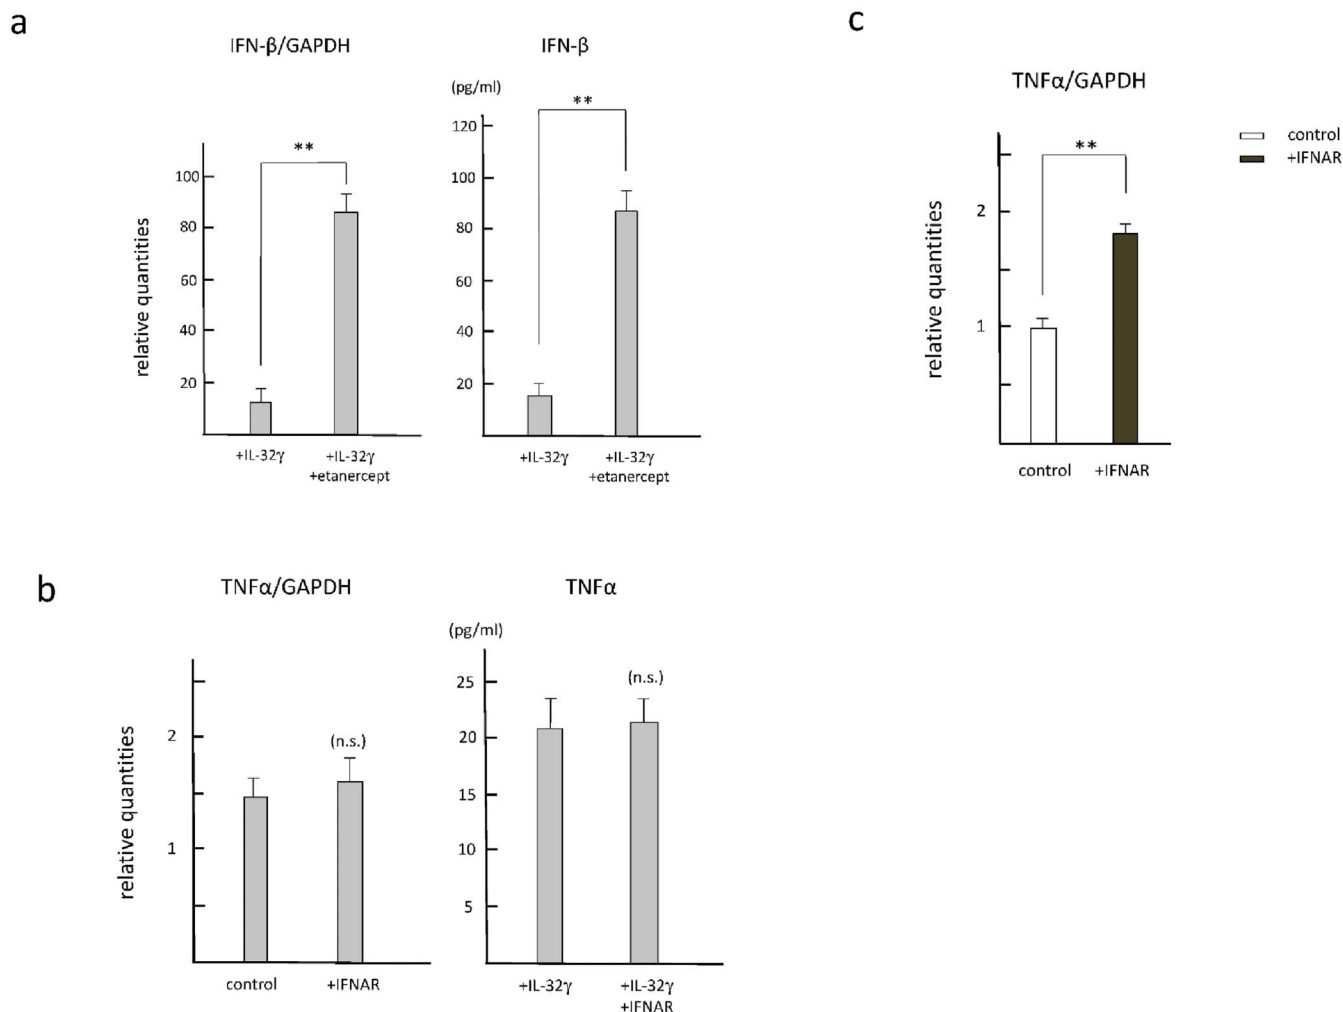 a
IFN-β/GAPDH
**
100
80
60
40
20
relative quantities
+IL-32γ
+IL-32γ
+etanercept
IFN-β
(pg/ml)
**
120
100
80
60
40
20
+IL-32γ
+IL-32γ
+etanercept
c
TNFα/GAPDH
**
2
1
relative quantities
control
+IFNAR
control
+IFNAR
b
TNFα/GAPDH
2
1
(n.s.)
relative quantities
control
+IFNAR
TNFα
(pg/ml)
(n.s.)
25
20
15
10
5
+IL-32γ
+IL-32γ
+IFNAR